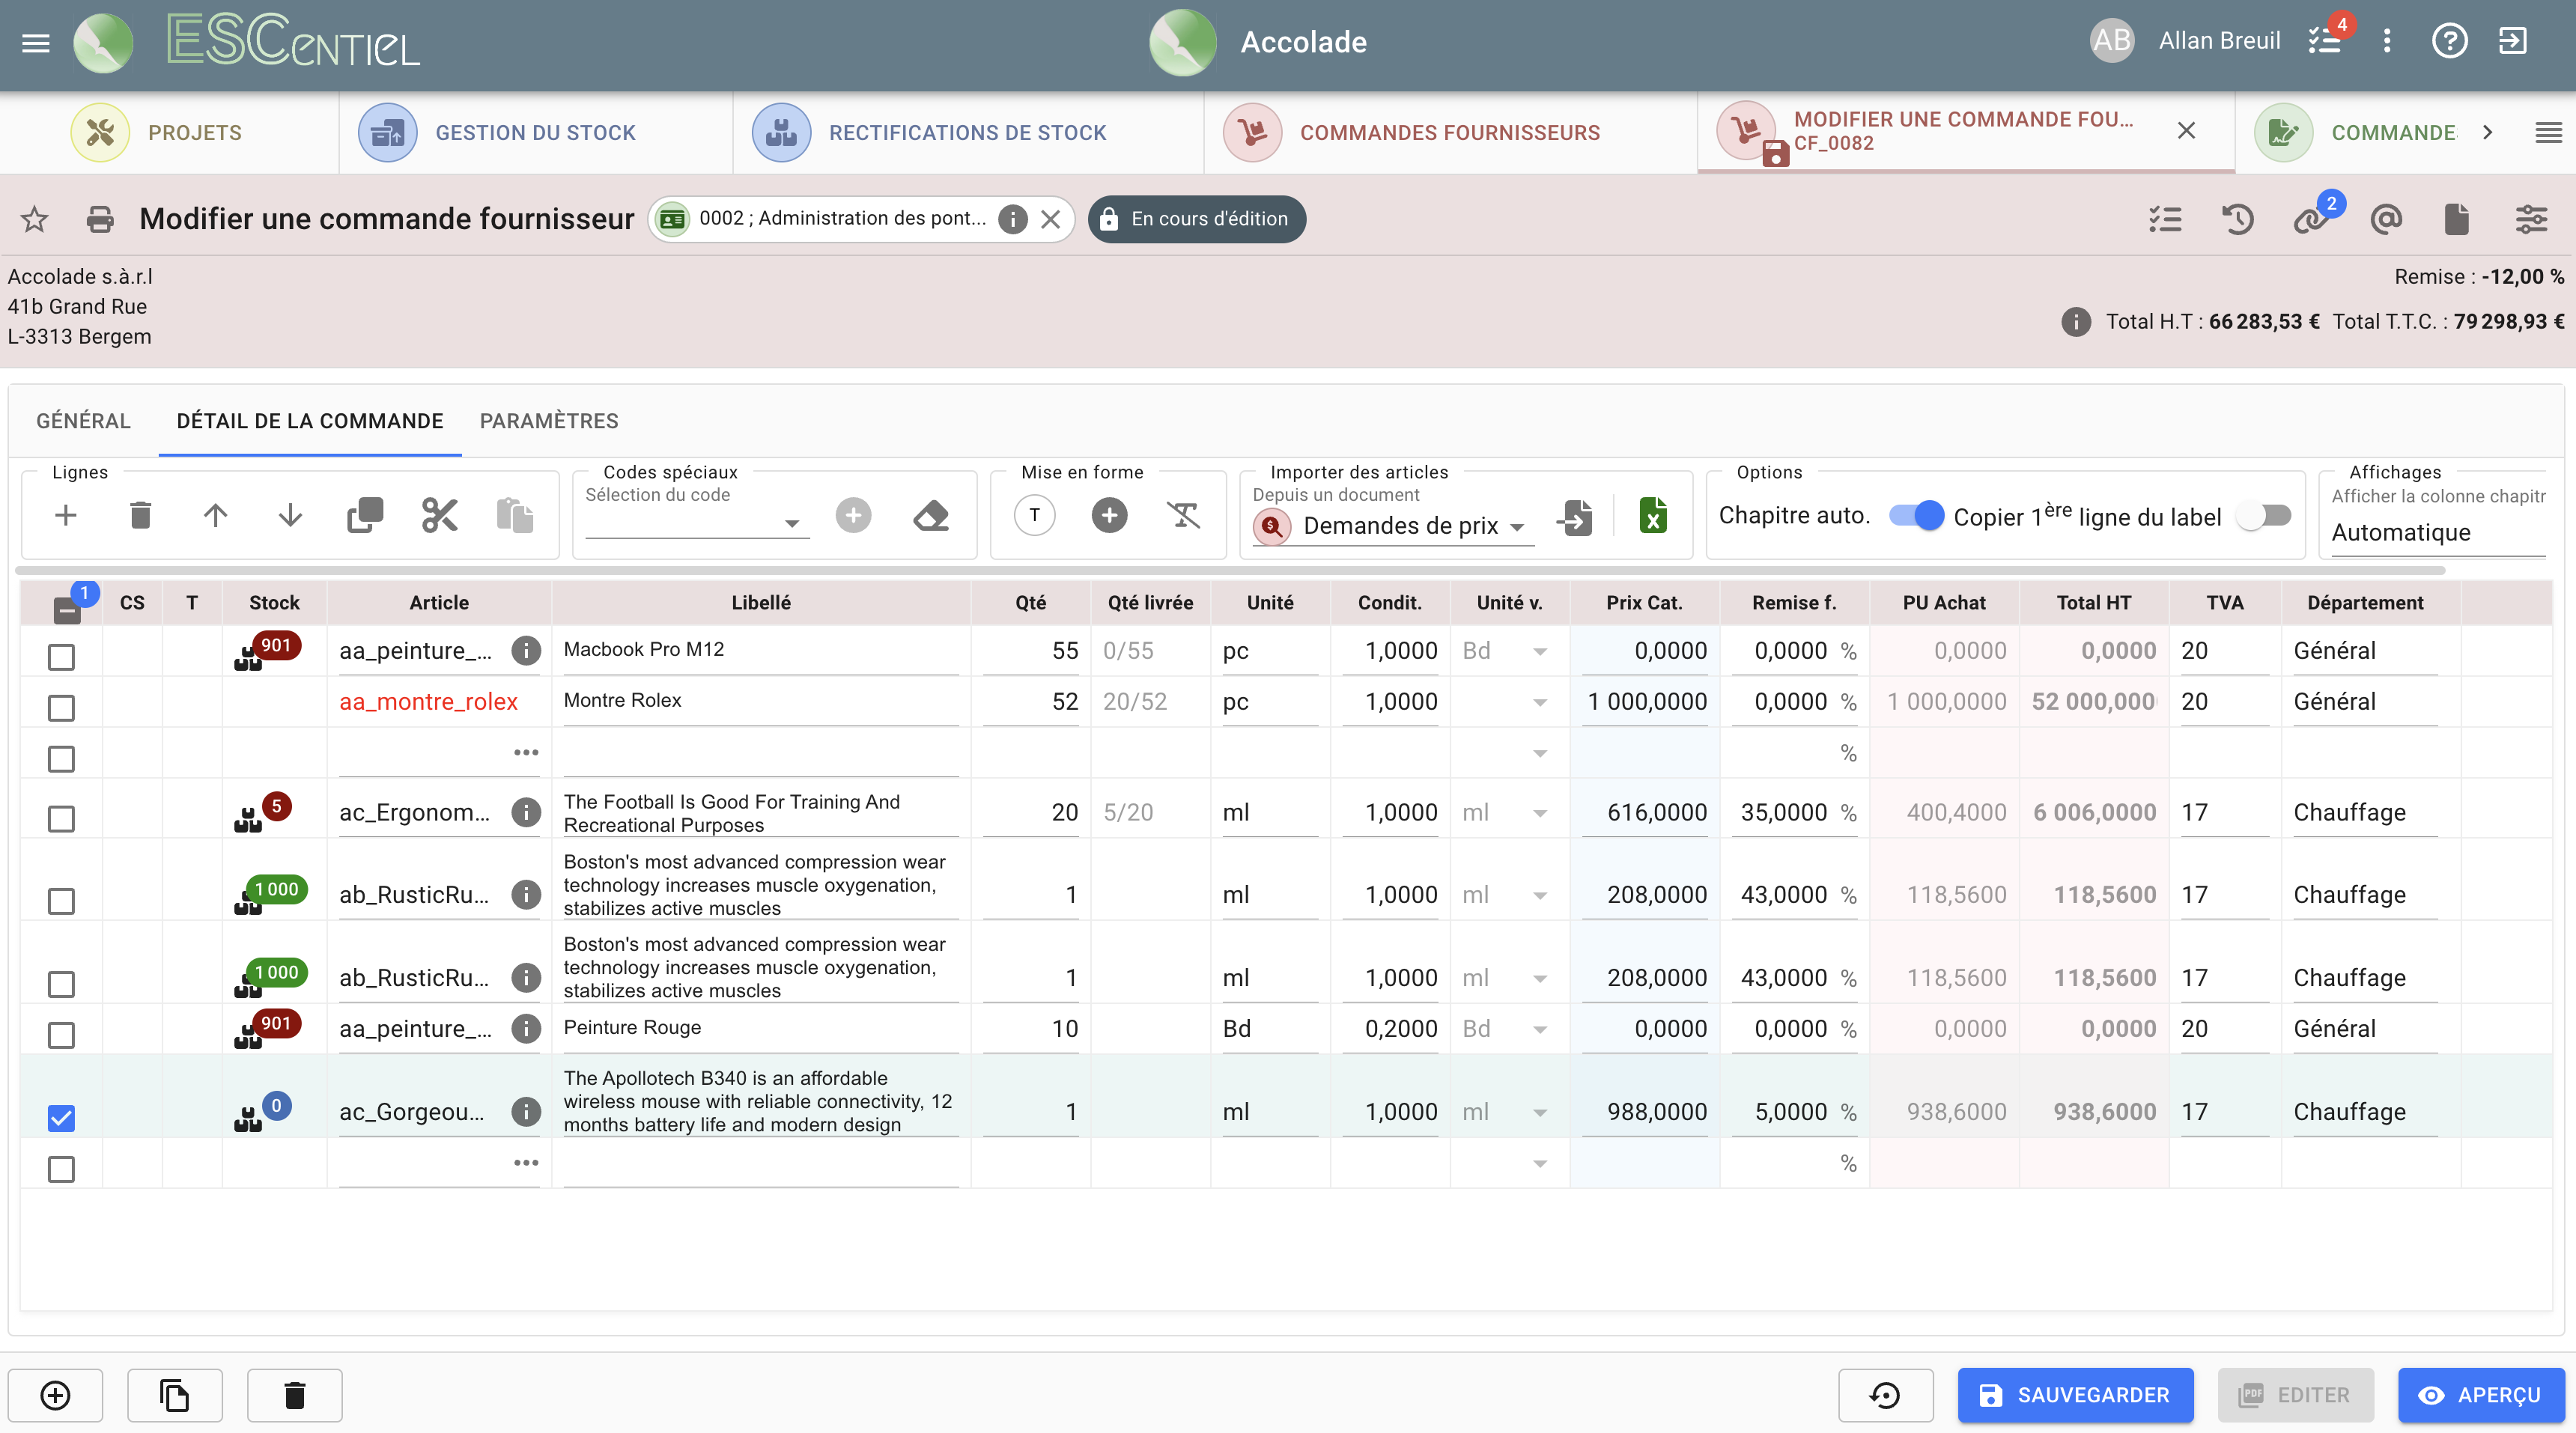 ESCENTIEL
Accolade
AB Allan Breuil 4
PROJETS
GESTION DU STOCK
RECTIFICATIONS DE STOCK
COMMANDES FOURNISSEURS
MODIFIER UNE COMMANDE FOU...
CF_0082
COMMANDE
Modifier une commande fournisseur
0002 ; Administration des pont...
En cours d'édition
2
Accolade s.à.r.l
41b Grand Rue
L-3313 Bergem
Remise : -12,00 %
Total H.T : 66 283,53 € Total T.T.C. : 79 298,93 €
GÉNÉRAL
DÉTAIL DE LA COMMANDE
PARAMÈTRES
Lignes
Codes spéciaux
Sélection du code
Mise en forme
T
Importer des articles
Depuis un document
Demandes de prix
Options
Chapitre auto.
Copier 1ère ligne du label
Affichages
Afficher la colonne chapitr
Automatique
1 CS T Stock Article Libellé Qté Qté livrée Unité Condit. Unité v. Prix Cat. Remise f. PU Achat Total HT TVA Département
901 aa_peinture_... Macbook Pro M12 55 0/55 pc 1,0000 Bd 0,0000 0,0000 % 0,0000 0,0000 20 Général
aa_montre_rolex Montre Rolex 52 20/52 pc 1,0000 1 000,0000 0,0000 % 1 000,0000 52 000,000 20 Général
... %
5 ac_Ergonom... The Football Is Good For Training And
Recreational Purposes 20 5/20 ml 1,0000 ml 616,0000 35,0000 % 400,4000 6 006,0000 17 Chauffage
1 000 ab_RusticRu... Boston's most advanced compression wear
technology increases muscle oxygenation,
stabilizes active muscles 1 ml 1,0000 ml 208,0000 43,0000 % 118,5600 118,5600 17 Chauffage
1 000 ab_RusticRu... Boston's most advanced compression wear
technology increases muscle oxygenation,
stabilizes active muscles 1 ml 1,0000 ml 208,0000 43,0000 % 118,5600 118,5600 17 Chauffage
901 aa_peinture_... Peinture Rouge 10 Bd 0,2000 Bd 0,0000 0,0000 % 0,0000 0,0000 20 Général
0 ac_Gorgeou... The Apollotech B340 is an affordable
wireless mouse with reliable connectivity, 12
months battery life and modern design 1 ml 1,0000 ml 988,0000 5,0000 % 938,6000 938,6000 17 Chauffage
... %
SAUVEGARDER
PDF EDITER
APERÇU